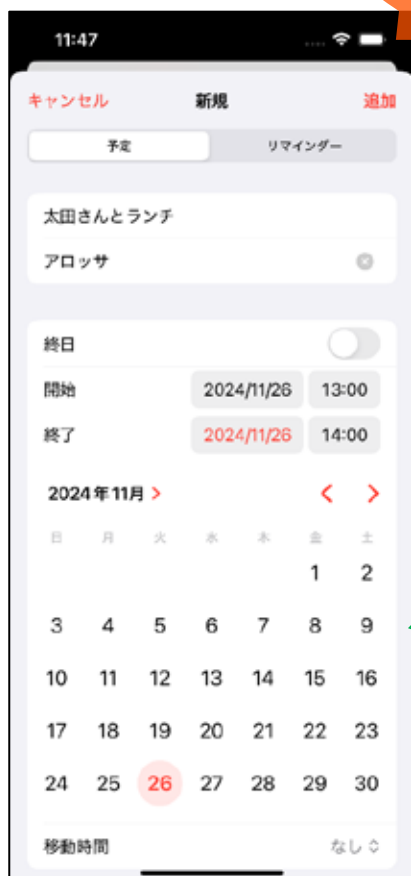 11:47
キャンセル 新規 追加
予定 リマインダー
太田さんとランチ
アロッサ
終日
開始 2024/11/26 13:00
終了 2024/11/26 14:00
2024年11月
日 月 火 水 木 金 土
1 2
3 4 5 6 7 8 9
10 11 12 13 14 15 16
17 18 19 20 21 22 23
24 25 26 27 28 29 30
移動時間 なし